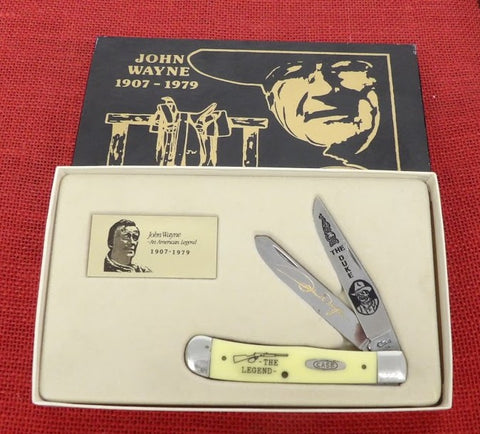 JOHN
WAYNE
1907 - 1979
John Wayne
-An American Legend
1907-1979
THE DUKE
CASE
-THE
LEGEND-